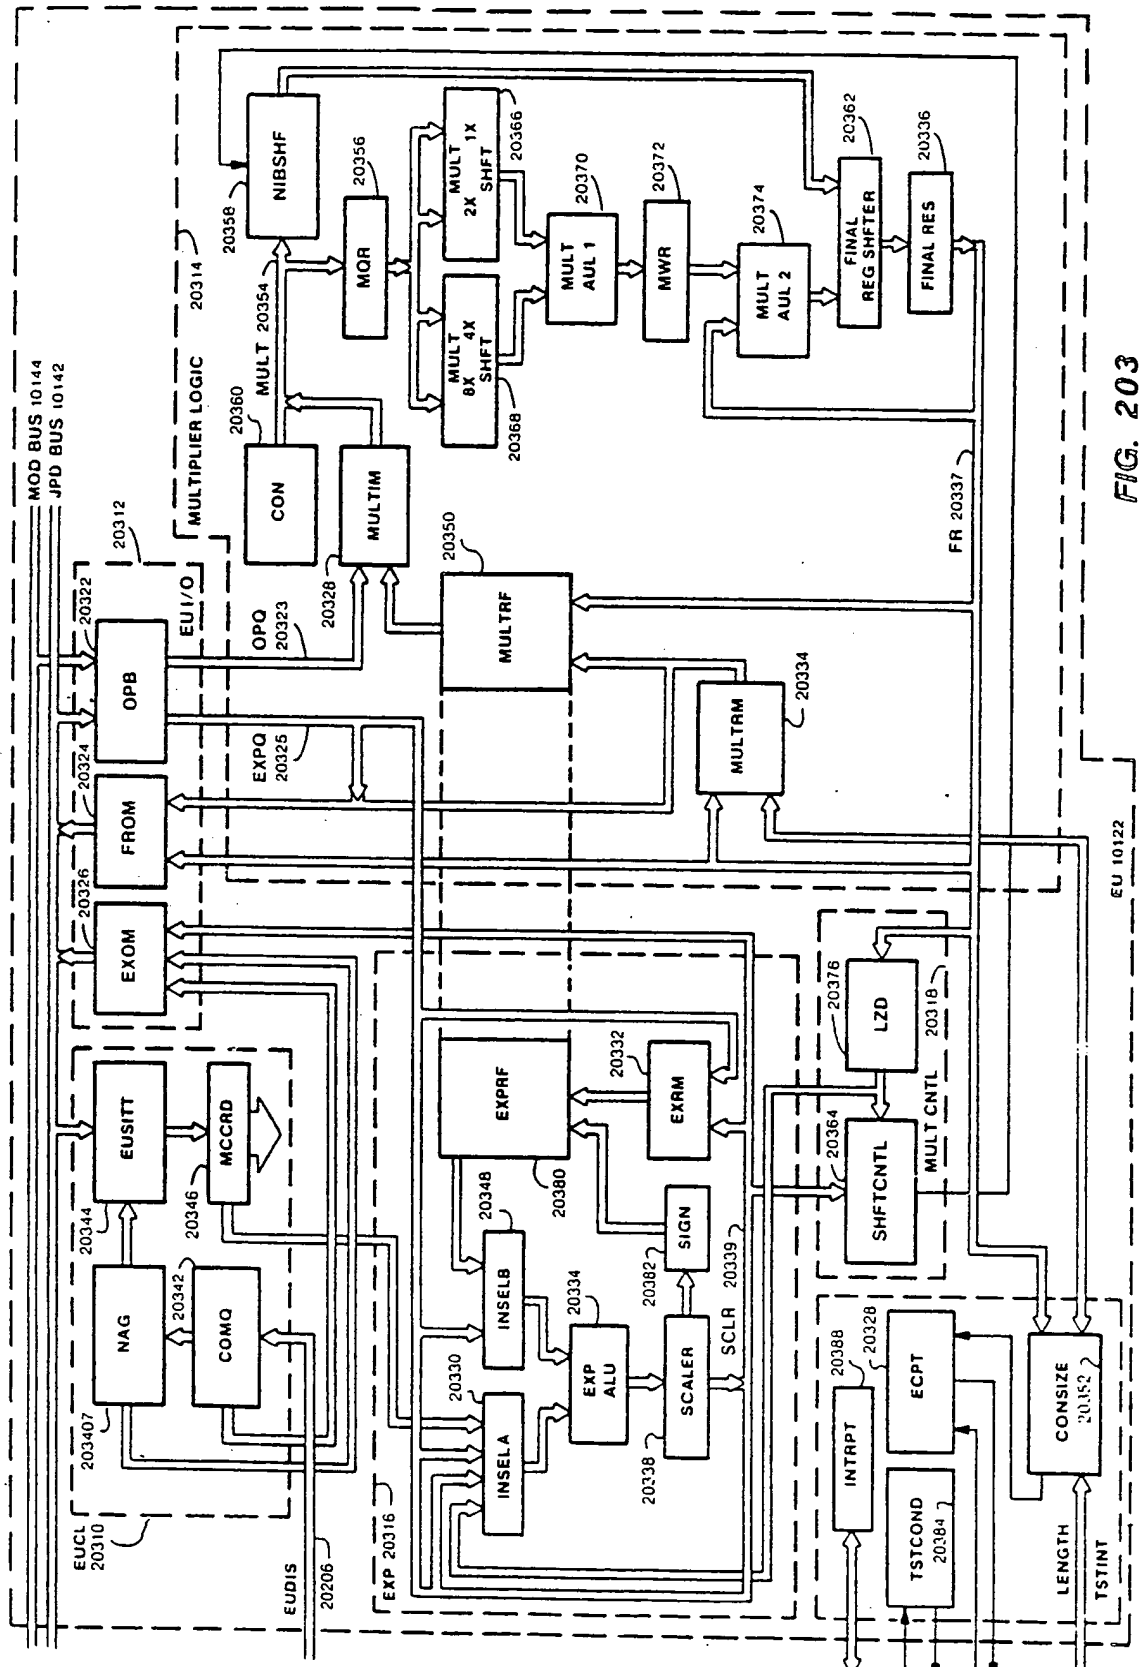 MOD BUS 10144
JPD BUS 10142
EUCL
20310
203407
NAG
20344
EUSITT
COMQ
20342
20346
MCCRD
EUDIS
20206
EXOM
20326
FROM
20324
OPB
20322
EU I/O
20312
EXPQ
20325
OPQ
20323
MULTIPLIER LOGIC
20314
CON
20360
MULT 20354
20358
NIBSHF
MULTIM
20328
MQR
20356
MULT
8X 4X
SHFT
20368
MULT
2X 1X
SHFT
20366
MULT
AUL 1
20370
MWR
20372
MULT
AUL 2
20374
FINAL
REG SHFTER
20362
FINAL RES
20336
FR 20337
MULTRF
20350
MULTRM
20334
EXP 20316
INSELA
20330
INSELB
20348
EXPRF
20380
EXP
ALU
20334
SCALER
20338
SIGN
20382
EXRM
20332
SCLR
20339
SHFTCNTL
20364
LZD
20376
MULT CNTL
20318
INTRPT
20388
TSTCOND
20384
ECPT
20328
CONSIZE
20352
LENGTH
TSTINT
EU 10122
FIG. 203